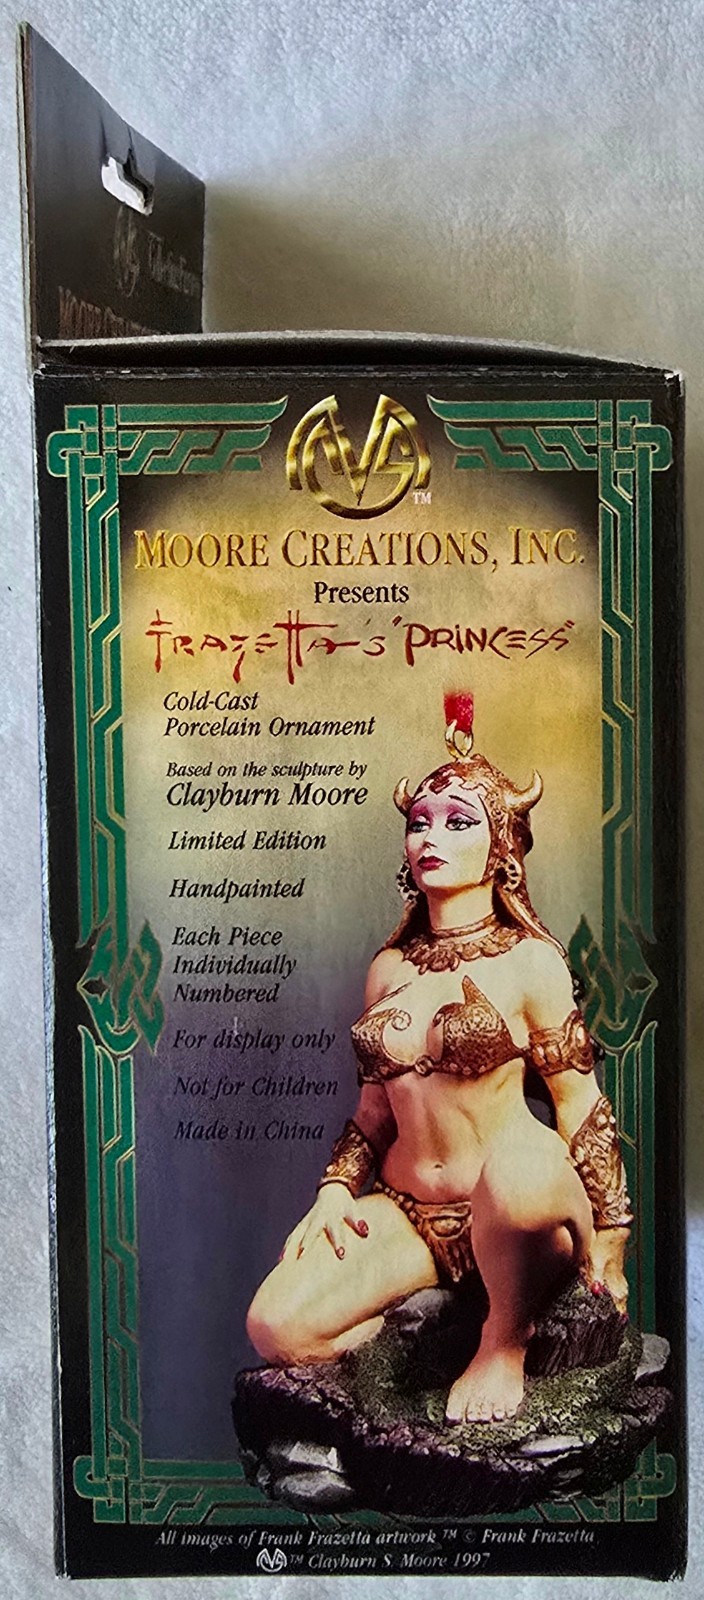 MOORE CREATIONS, INC.
Presents
Frazetta's "Princess"
Cold-Cast
Porcelain Ornament
Based on the sculpture by
Clayburn Moore
Limited Edition
Handpainted
Each Piece
Individually
Numbered
For display only
Not for Children
Made in China
All images of Frank Frazetta artwork ™ © Frank Frazetta
™ Clayburn S. Moore 1997